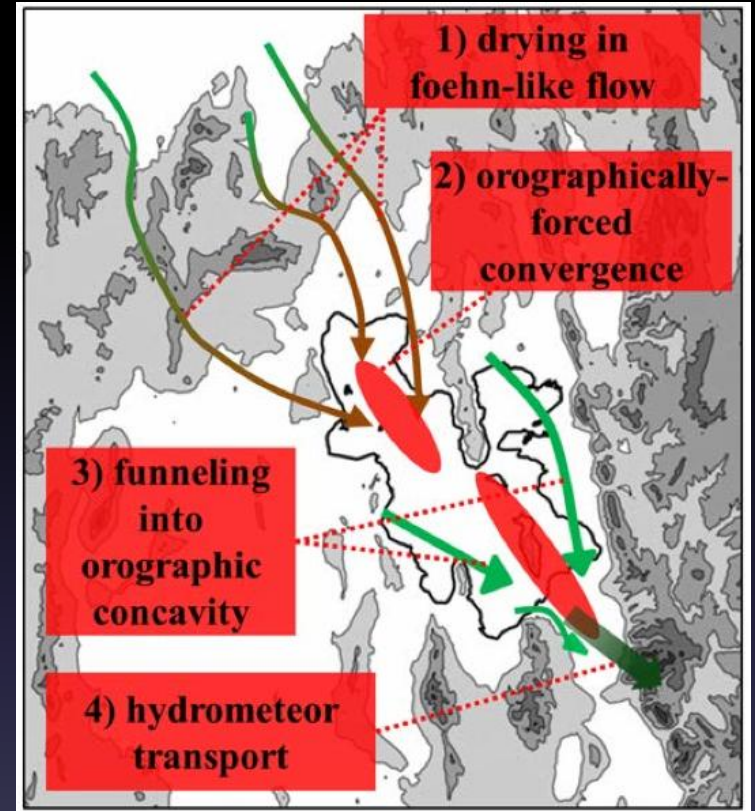 1) drying in
foehn-like flow
2) orographically-
forced
convergence
3) funneling
into
orographic
concavity
4) hydrometeor
transport